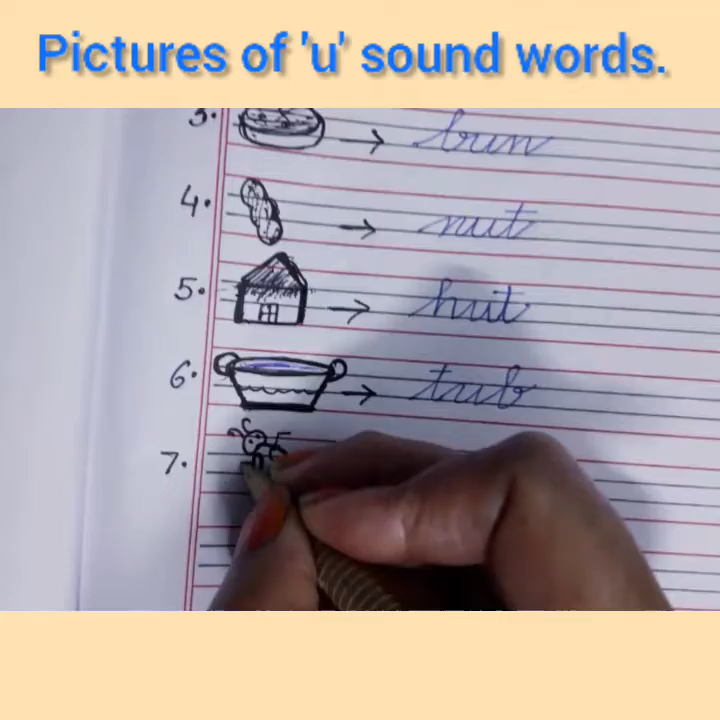 Pictures of 'u' sound words.
3. → bun
4. → nut
5. → hut
6. → tub
7.